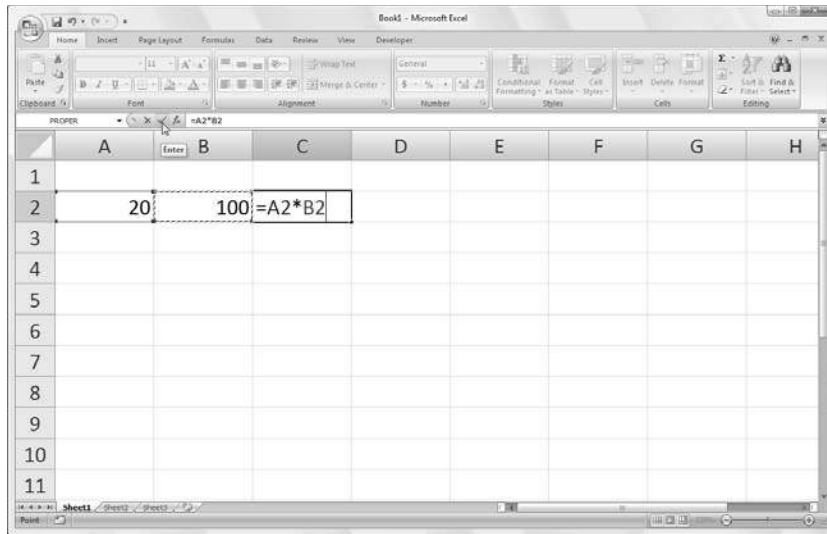 Book1 - Microsoft Excel
Home Insert Page Layout Formulas Data Review View Developer
Paste
11
Wrap Text
General
Conditional Formatting
Format as Table
Cell Styles
Insert Delete Format
Sort & Filter
Find & Select
B I U
Merge & Center
$ %
Clipboard Font Alignment Number Styles Cells Editing
PROPER =A2*B2
Enter
A B C D E F G H
1
2 20 100 =A2*B2
3
4
5
6
7
8
9
10
11
Sheet1 Sheet2 Sheet3
Point